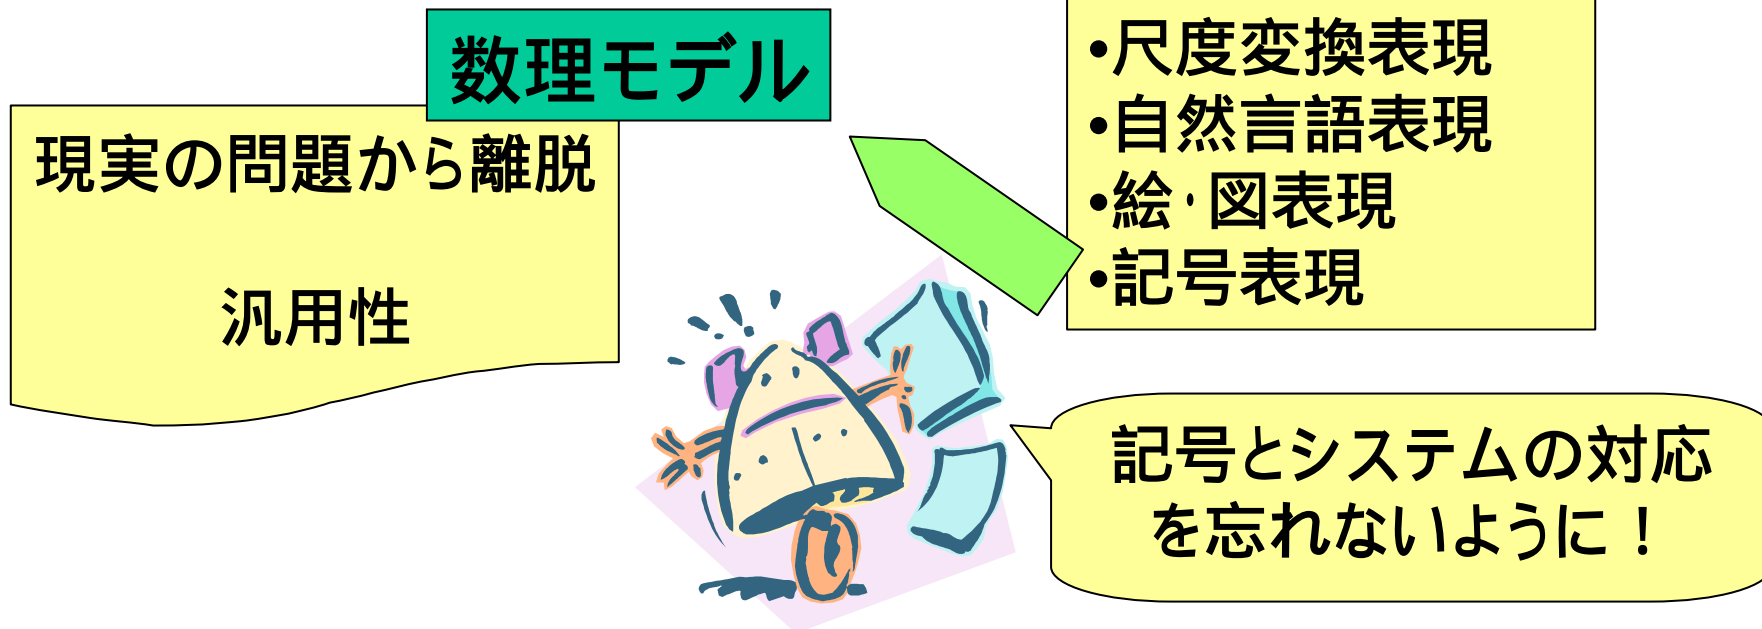 数理モデル
現実の問題から離脱
汎用性
•尺度変換表現
•自然言語表現
•絵・図表現
•記号表現
記号とシステムの対応
を忘れないように！